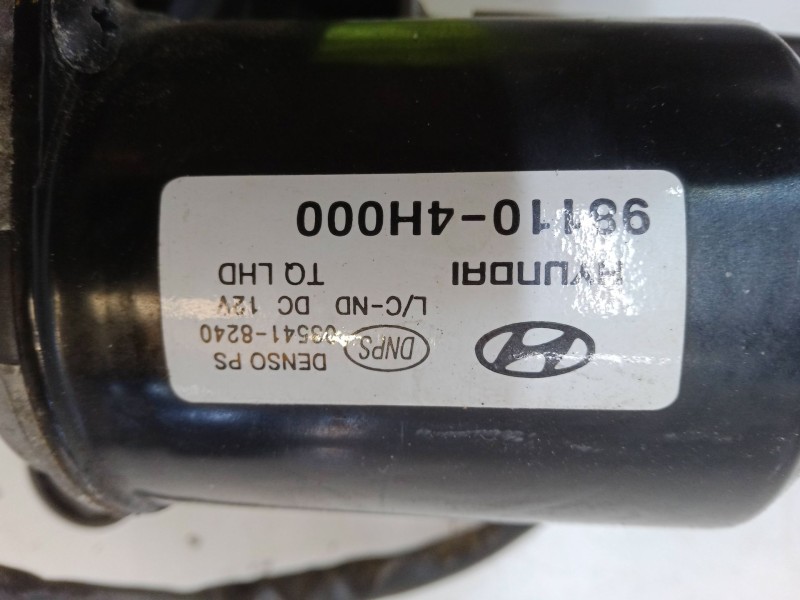 DENSO PS
DNPS
L/C-ND DC 12V
HYUNDAI TQ LHD
98110-4H000